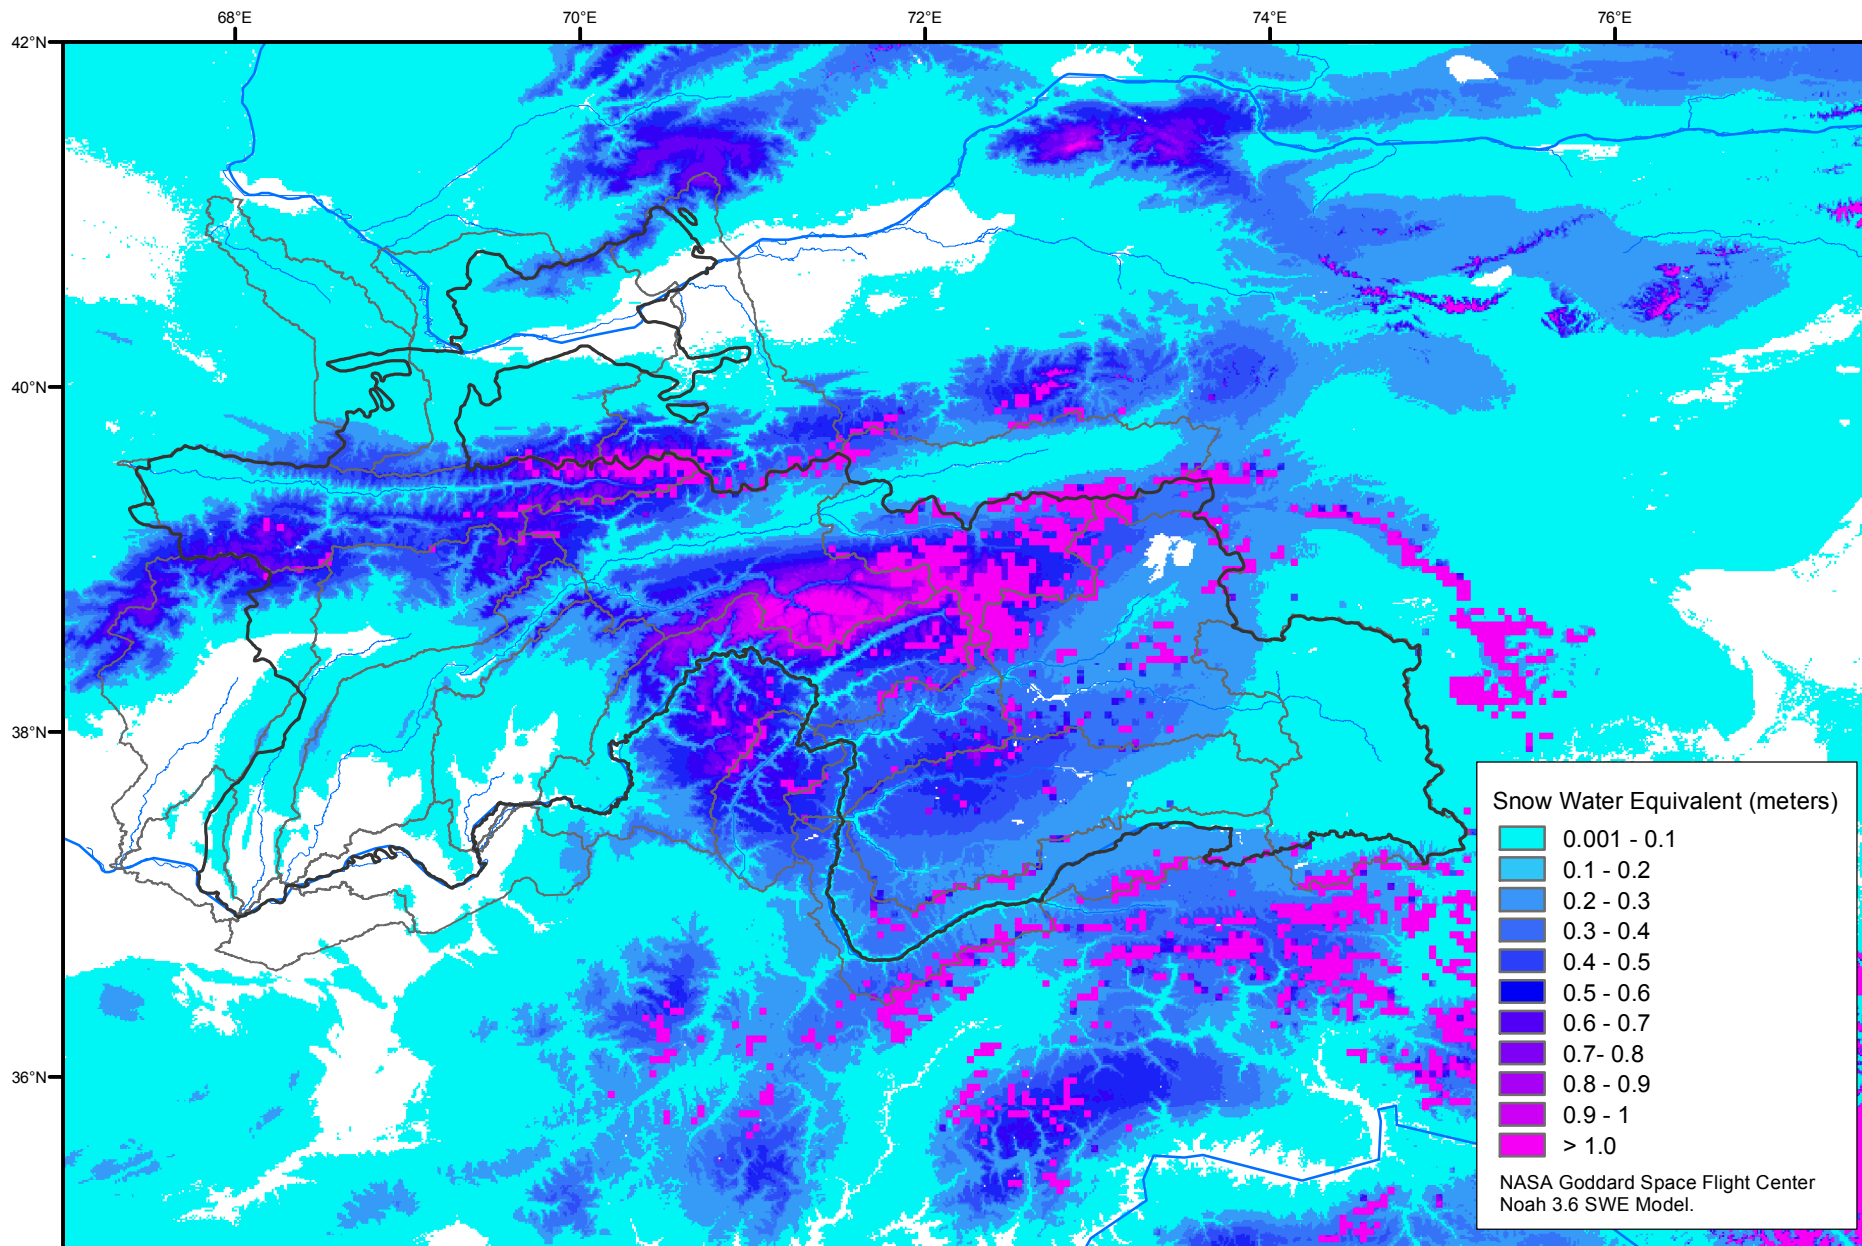 68°E 70°E 72°E 74°E 76°E
42°N
40°N
38°N
36°N
Snow Water Equivalent (meters)
0.001 - 0.1
0.1 - 0.2
0.2 - 0.3
0.3 - 0.4
0.4 - 0.5
0.5 - 0.6
0.6 - 0.7
0.7- 0.8
0.8 - 0.9
0.9 - 1
> 1.0
NASA Goddard Space Flight Center
Noah 3.6 SWE Model.